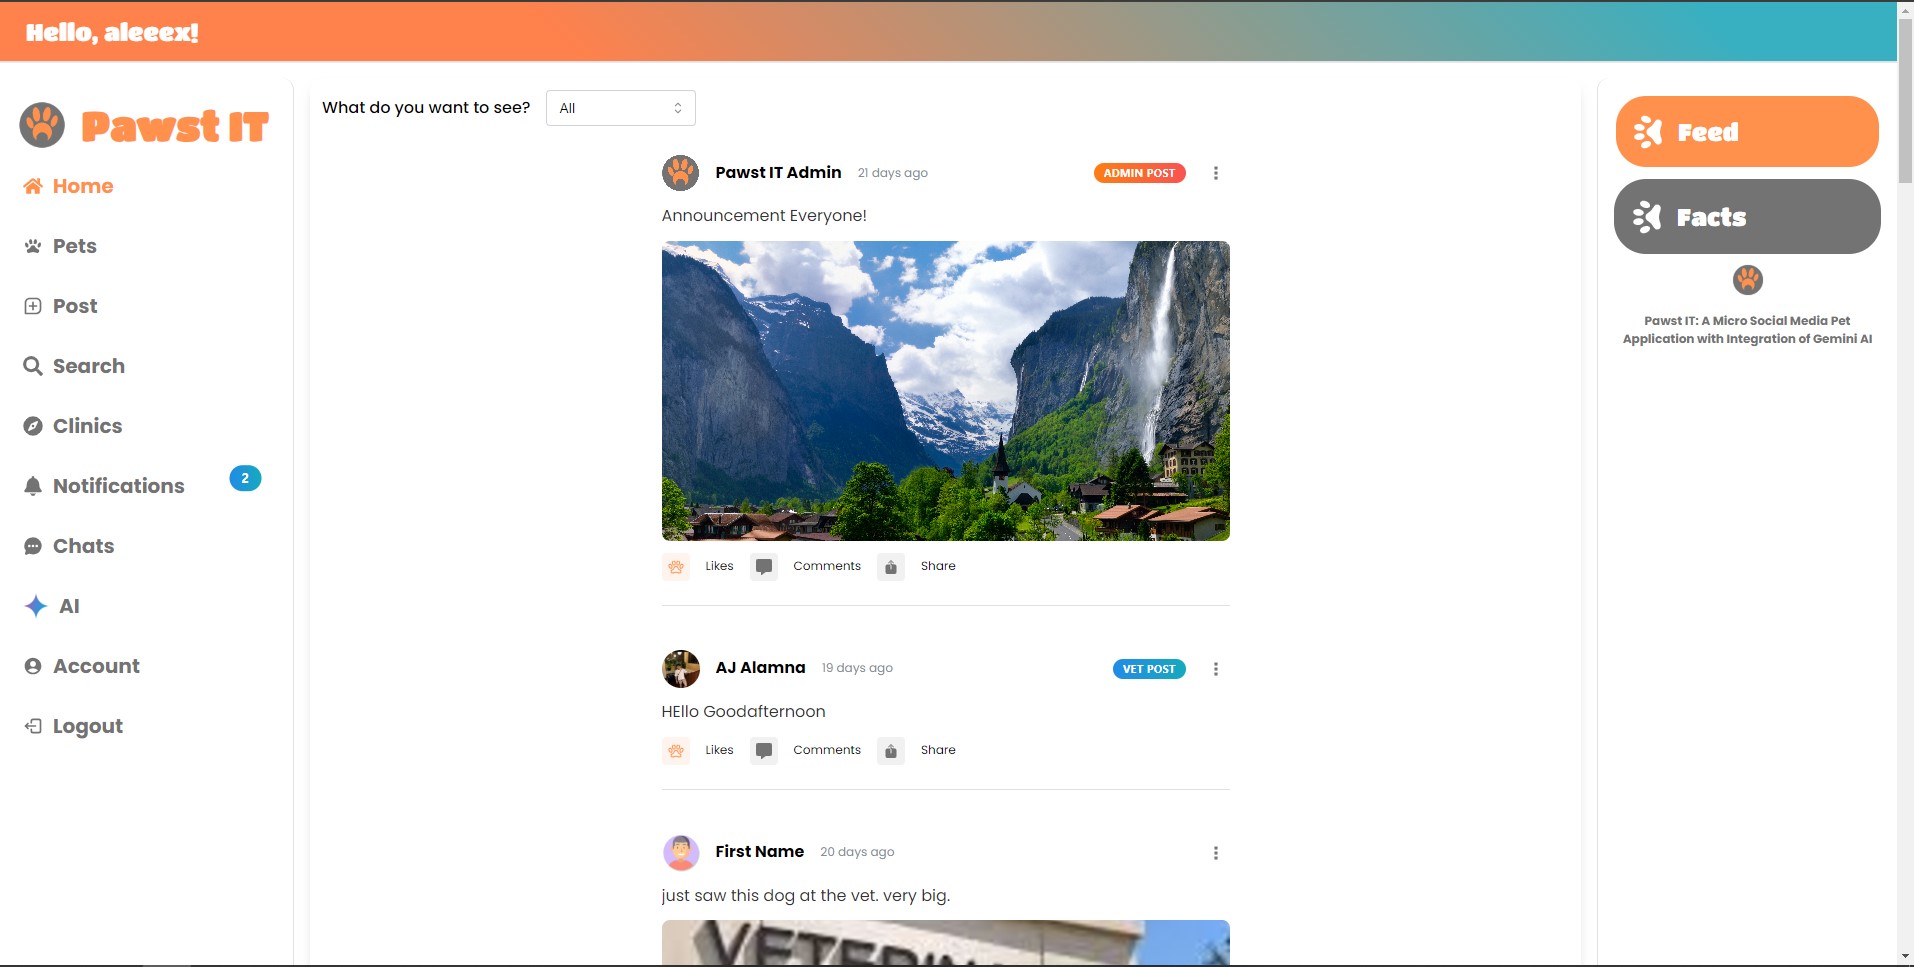 Hello, aleeex!
Pawst IT
Home
Pets
Post
Search
Clinics
Notifications 2
Chats
AI
Account
Logout
What do you want to see? All
Pawst IT Admin 21 days ago ADMIN POST
Announcement Everyone!
Likes Comments Share
AJ Alamna 19 days ago VET POST
HEllo Goodafternoon
Likes Comments Share
First Name 20 days ago
just saw this dog at the vet. very big.
Feed
Facts
Pawst IT: A Micro Social Media Pet
Application with Integration of Gemini AI